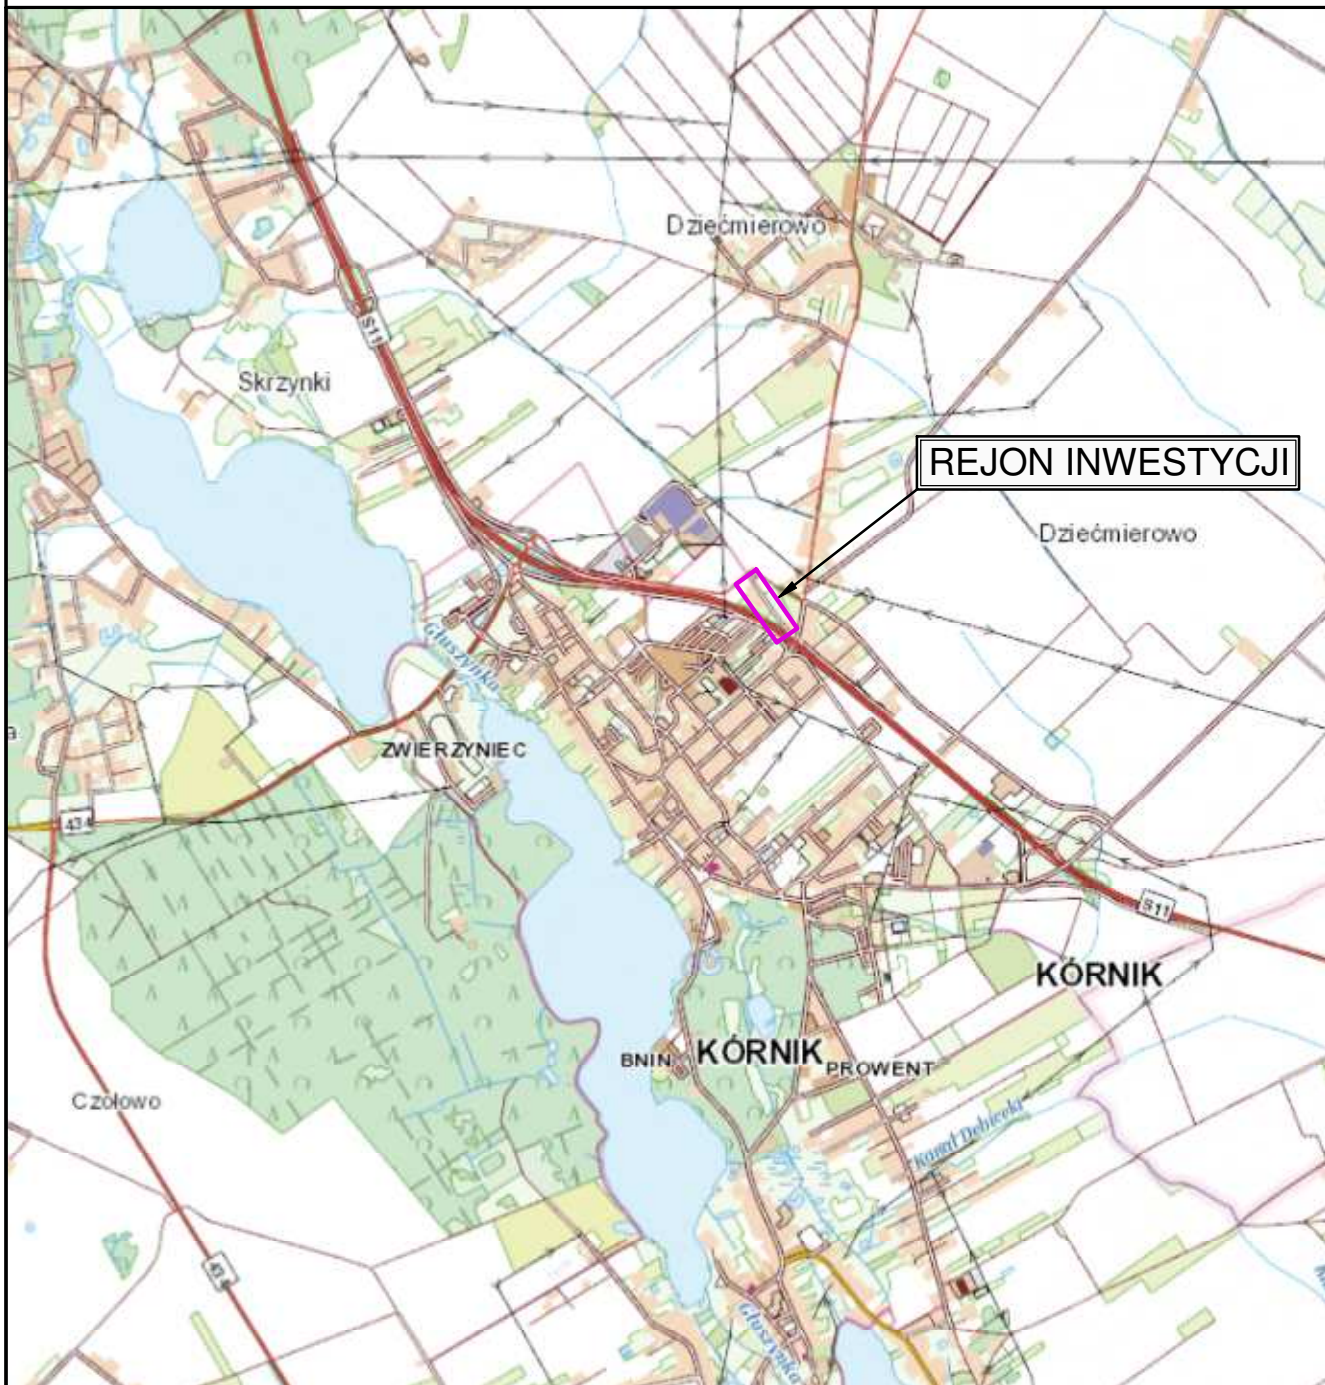 Dziećmierowo
S11
Skrzynki
REJON INWESTYCJI
Dziećmierowo
Głuszynka
ZWIERZYNIEC
434
S11
KÓRNIK
BNIN
KÓRNIK
PROWENT
Czołowo
Kanał Dębiecki
434
Głuszynka